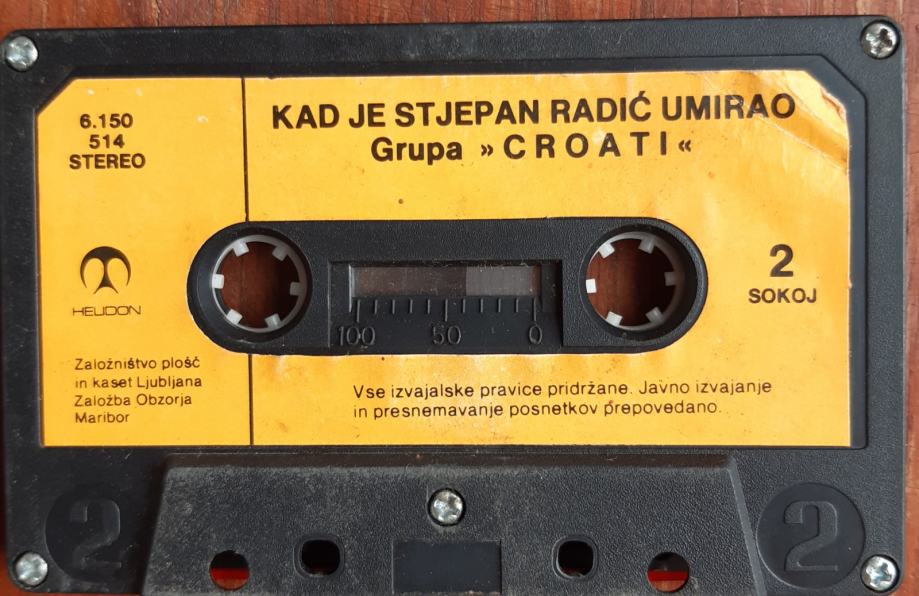 6.150
514
STEREO
KAD JE STJEPAN RADIĆ UMIRAO
Grupa »CROATI«
HELIDON
2
SOKOJ
100 50 0
Založništvo plošč
in kaset Ljubljana
Založba Obzorja
Maribor
Vse izvajalske pravice pridržane. Javno izvajanje
in presnemavanje posnetkov prepovedano.
2 2